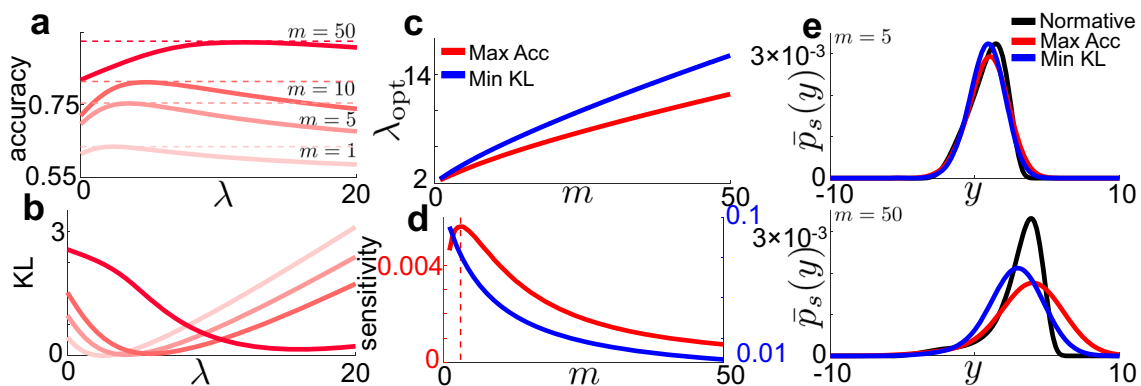 a
accuracy
0.75
0.55
0
λ
20
m = 50
m = 10
m = 5
m = 1
b
KL
3
0
0
λ
20
c
Max Acc
Min KL
λopt
14
2
0
m
50
d
sensitivity
0.004
0
0.1
0.01
0
m
50
e
Normative
Max Acc
Min KL
m = 5
3×10⁻³
p̄s(y)
0
-10
y
10
m = 50
3×10⁻³
p̄s(y)
0
-10
y
10